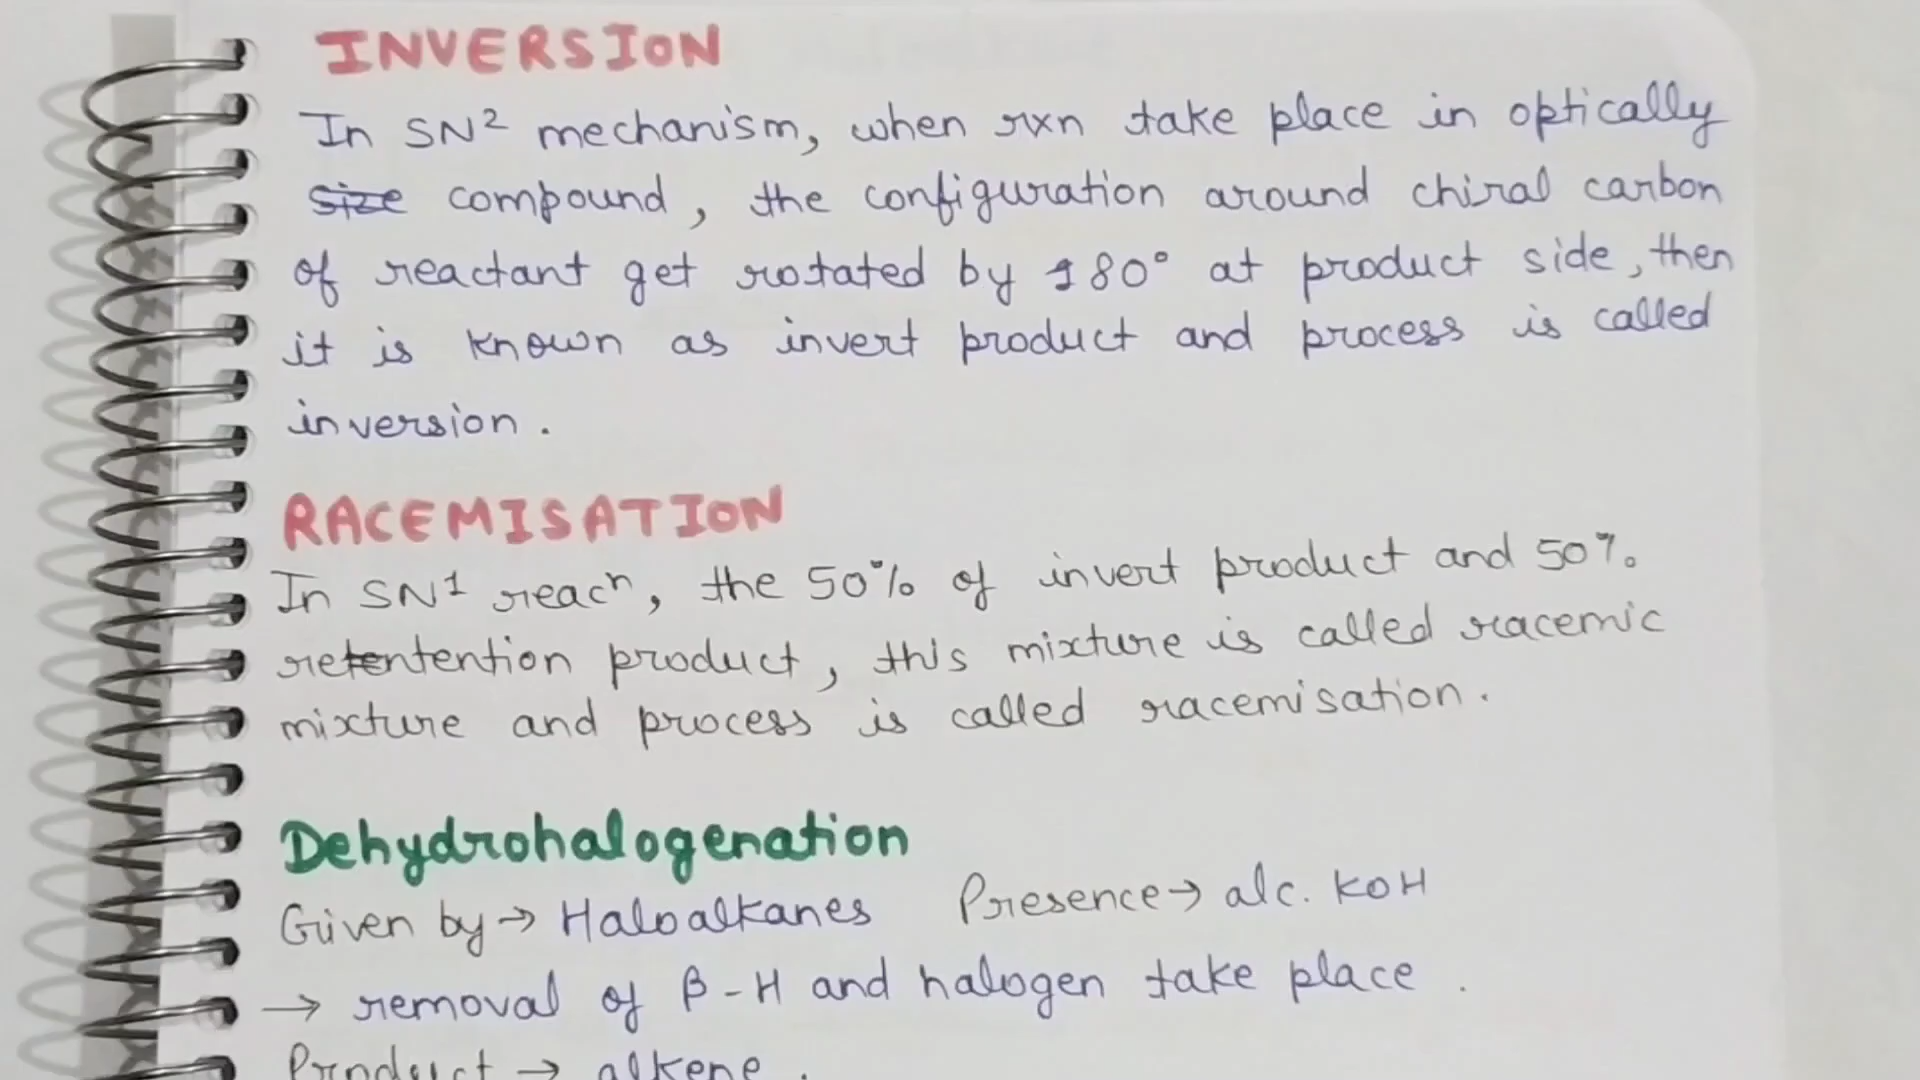 INVERSION
In SN² mechanism, when rxn take place in optically
size compound, the configuration around chiral carbon
of reactant get rotated by 180° at product side, then
it is known as invert product and process is called
inversion.
RACEMISATION
In SN¹ reacⁿ, the 50% of invert product and 50%
retentention product, this mixture is called racemic
mixture and process is called racemisation.
Dehydrohalogenation
Given by → Haloalkanes Presence → alc. KOH
→ removal of β-H and halogen take place.
Product → alkene.